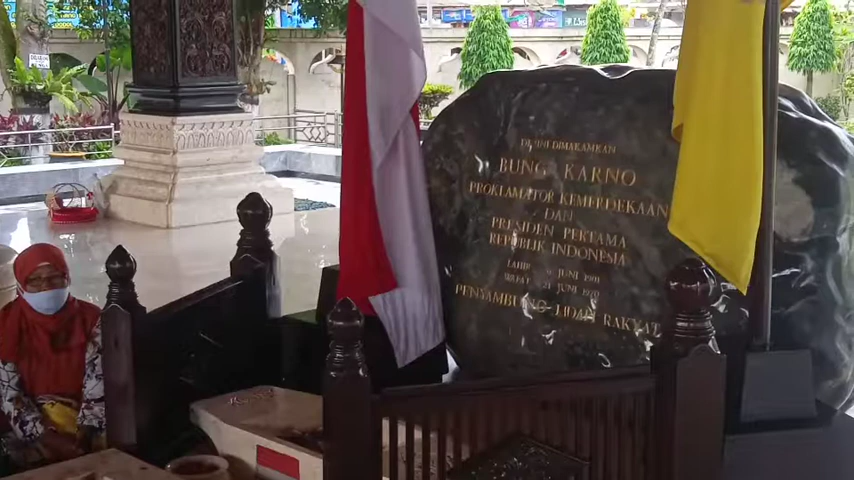 DISINI DIMAKAMKAN
BUNG KARNO
PROKLAMATOR KEMERDEKAAN
DAN
PRESIDEN PERTAMA
REPUBLIK INDONESIA
LAHIR 6 JUNI 1901
WAFAT 21 JUNI 1970
PENYAMBUNG LIDAH RAKYAT